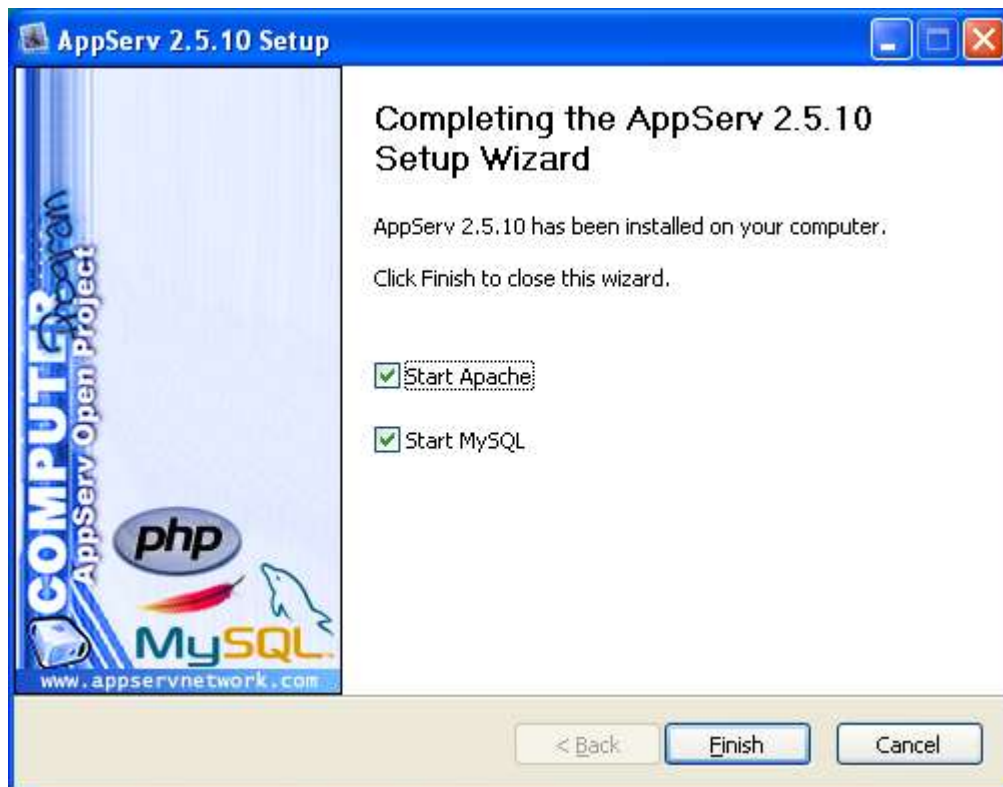 AppServ 2.5.10 Setup
Completing the AppServ 2.5.10
Setup Wizard
AppServ 2.5.10 has been installed on your computer.
Click Finish to close this wizard.
Start Apache
Start MySQL
COMPUTER
Program
AppServ Open Project
php
MySQL
www.appservnetwork.com
< Back
Finish
Cancel